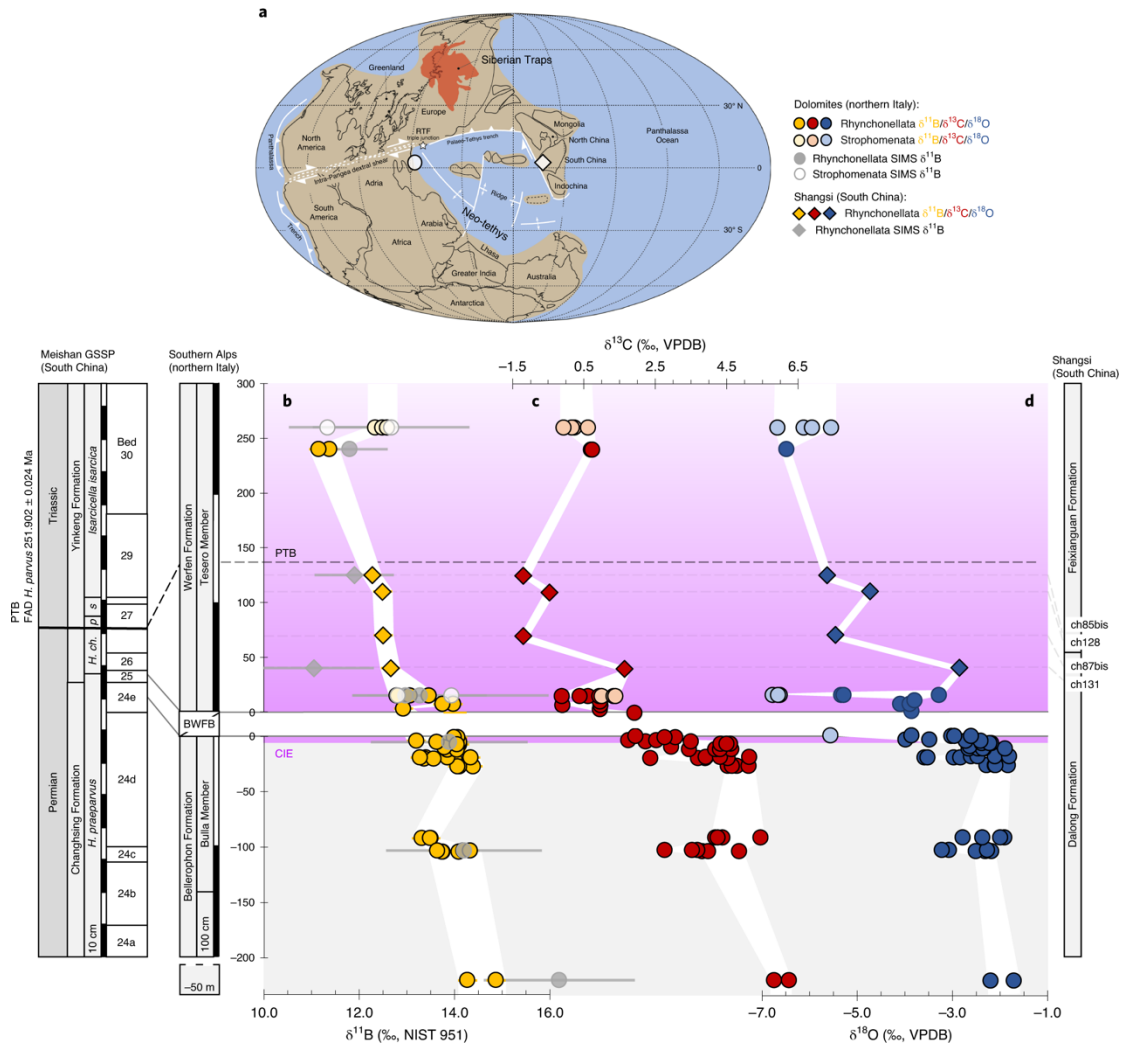 a
Siberian Traps
Greenland
Europe
Mongolia
North China
Panthalassa
Ocean
30° N
North
America
RTF
triple junction
Palaeo-Tethys trench
South China
0
Panthalassa
Intra-Pangea dextral shear
Adria
Indochina
Ridge
South
America
Trench
Arabia
Neo-tethys
Africa
Lhasa
30° S
Greater India
Australia
Antarctica
Dolomites (northern Italy):
Rhynchonellata δ¹¹B/δ¹³C/δ¹⁸O
Strophomenata δ¹¹B/δ¹³C/δ¹⁸O
Rhynchonellata SIMS δ¹¹B
Strophomenata SIMS δ¹¹B
Shangsi (South China):
Rhynchonellata δ¹¹B/δ¹³C/δ¹⁸O
Rhynchonellata SIMS δ¹¹B
Meishan GSSP
(South China)
Southern Alps
(northern Italy)
δ¹³C (‰, VPDB)
–1.5 0.5 2.5 4.5 6.5
Shangsi
(South China)
b
c
d
300
250
200
150
100
50
0
0
–50
–100
–150
–200
PTB
FAD H. parvus 251.902 ± 0.024 Ma
Triassic
Permian
Yinkeng Formation
Changhsing Formation
Isarcicella isarcica
s
p
H. ch.
H. praeparvus
10 cm
Bed
30
29
27
26
25
24e
24d
24c
24b
24a
Werfen Formation
Tesero Member
BWFB
Bellerophon Formation
Bulla Member
100 cm
–50 m
PTB
CIE
Feixianguan Formation
ch85bis
ch128
ch87bis
ch131
Dalong Formation
10.0 12.0 14.0 16.0
δ¹¹B (‰, NIST 951)
–7.0 –5.0 –3.0 –1.0
δ¹⁸O (‰, VPDB)